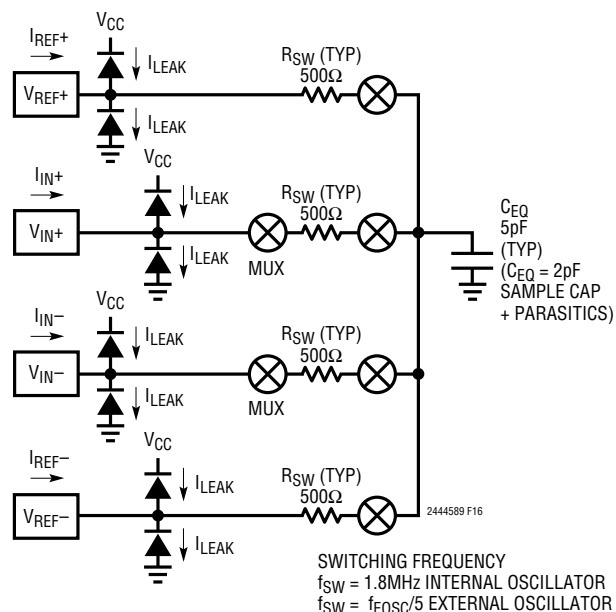 VCC
IREF+
ILEAK
RSW (TYP)
500Ω
VREF+
ILEAK
VCC
IIN+
ILEAK
RSW (TYP)
500Ω
VIN+
ILEAK
MUX
CEQ
5pF
(TYP)
(CEQ = 2pF
SAMPLE CAP
+ PARASITICS)
VCC
IIN–
ILEAK
RSW (TYP)
500Ω
VIN–
ILEAK
MUX
VCC
IREF–
ILEAK
RSW (TYP)
500Ω
VREF–
ILEAK
2444589 F16
SWITCHING FREQUENCY
fSW = 1.8MHz INTERNAL OSCILLATOR
fSW = fEOSC/5 EXTERNAL OSCILLATOR